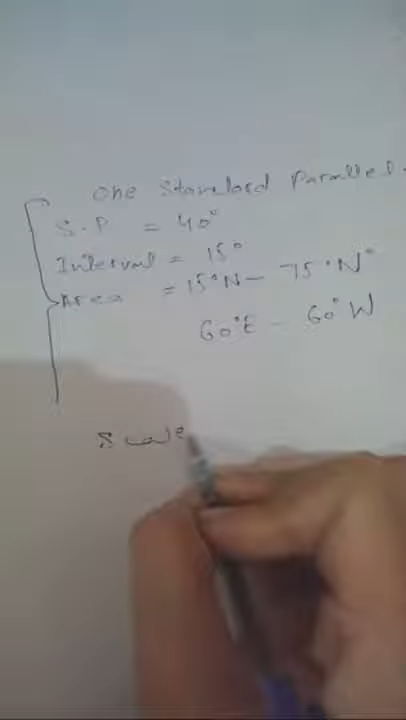 One Standard Parallel.
S.P = 40°
Interval = 15°
Area = 15°N - 75°N°
60°E - 60°W
Scale